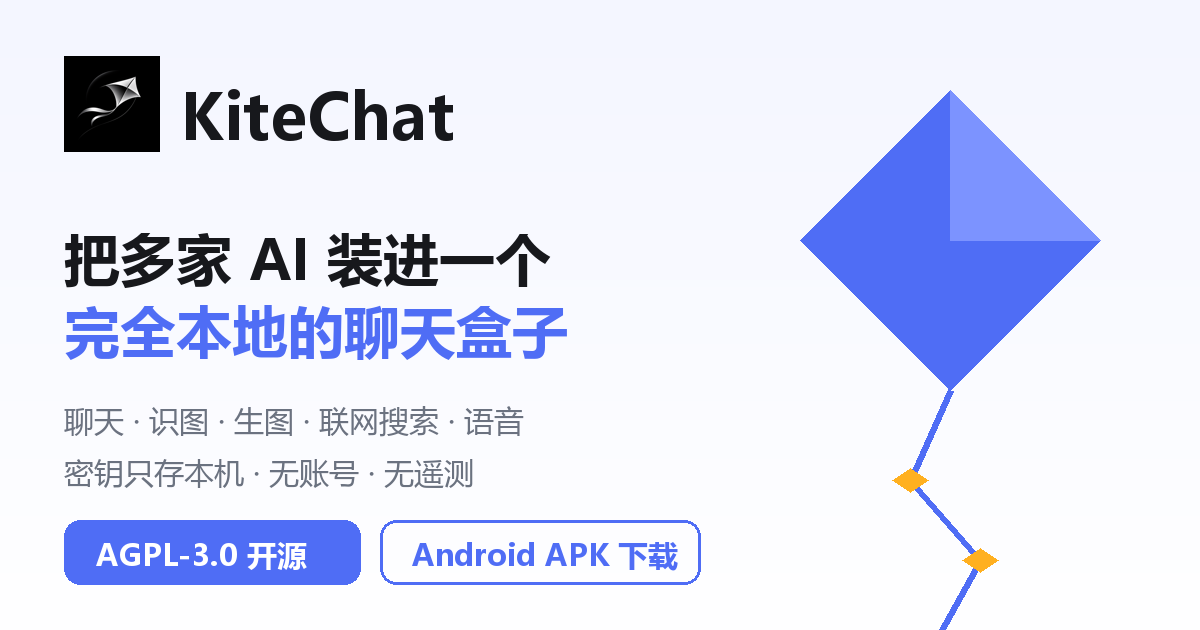 KiteChat
把多家 AI 装进一个
完全本地的聊天盒子
聊天 · 识图 · 生图 · 联网搜索 · 语音
密钥只存本机 · 无账号 · 无遥测
AGPL-3.0 开源
Android APK 下载